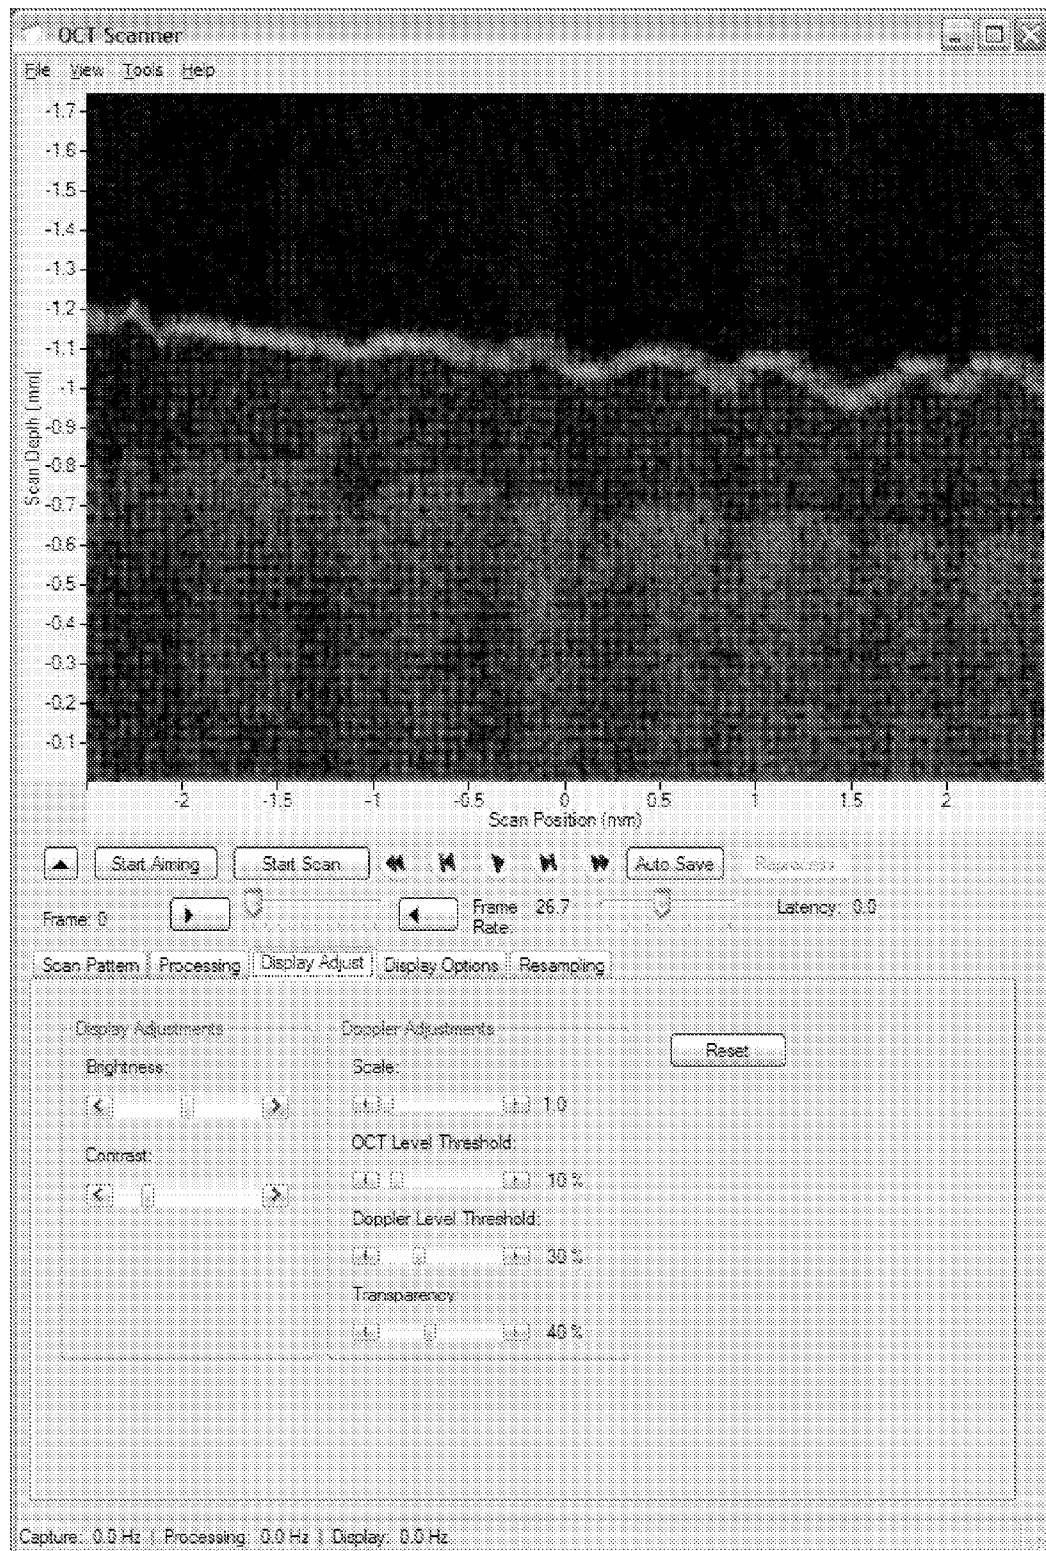 OCT Scanner
File View Tools Help
-1.7
-1.6
-1.5
-1.4
-1.3
-1.2
-1.1
-1
-0.9
-0.8
-0.7
-0.6
-0.5
-0.4
-0.3
-0.2
-0.1
Scan Depth (mm)
-2 -1.5 -1 -0.5 0 0.5 1 1.5 2
Scan Position (mm)
Start Aiming Start Scan Auto Save
Frame: 0 Frame Rate: 26.7 Latency: 0.0
Scan Pattern Processing Display Adjust Display Options Resampling
Display Adjustments Doppler Adjustments
Reset
Brightness: Scale:
1.0
OCT Level Threshold:
Contrast:
10 %
Doppler Level Threshold:
30 %
Transparency
40 %
Capture: 0.0 Hz | Processing: 0.0 Hz | Display: 0.0 Hz